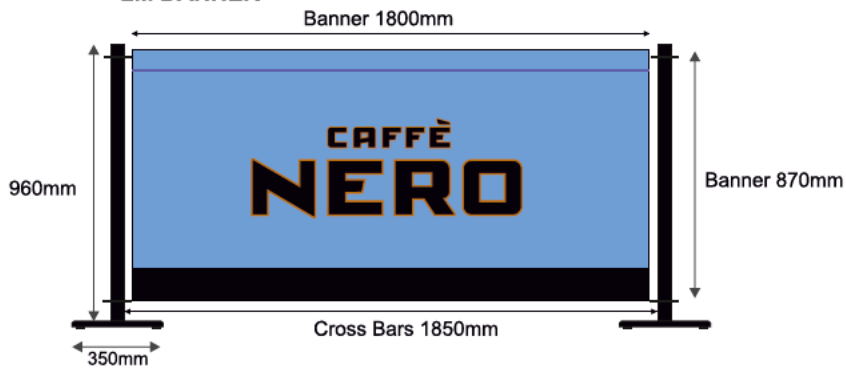 Banner 1800mm
CAFFÈ
NERO
960mm
Banner 870mm
Cross Bars 1850mm
350mm